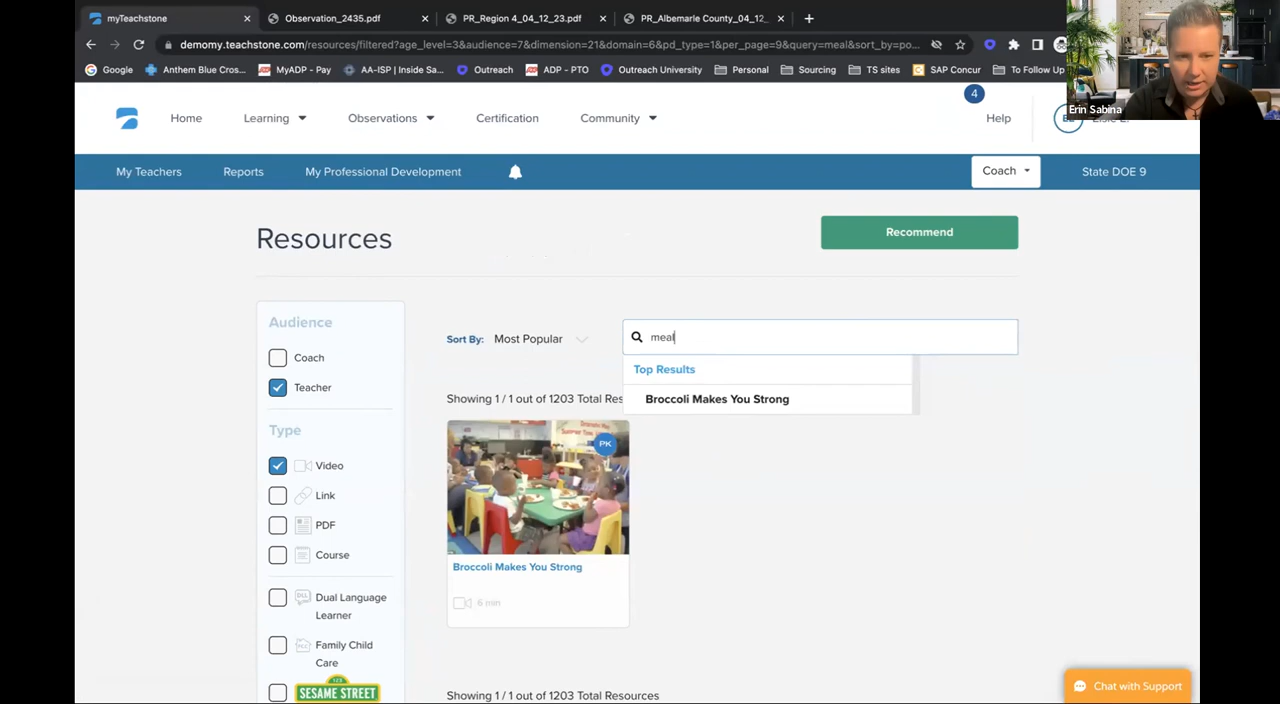 myTeachstone
Observation_2435.pdf
PR_Region 4_04_12_23.pdf
PR_Albemarle County_04_12_
demomy.teachstone.com/resources/filtered?age_level=3&audience=7&dimension=21&domain=6&pd_type=1&per_page=9&query=meal&sort_by=po...
Google
Anthem Blue Cros...
MyADP - Pay
AA-ISP | Inside Sa...
Outreach
ADP - PTO
Outreach University
Personal
Sourcing
TS sites
SAP Concur
To Follow Up
Erin Sabina
4
Home
Learning
Observations
Certification
Community
Help
My Teachers
Reports
My Professional Development
Coach
State DOE 9
Resources
Recommend
Audience
Coach
Teacher
Type
Video
Link
PDF
Course
DLL
Dual Language
Learner
FCC
Family Child
Care
123
SESAME STREET
Sort By: Most Popular
meal
Top Results
Broccoli Makes You Strong
Showing 1 / 1 out of 1203 Total Res
PK
Broccoli Makes You Strong
6 min
Showing 1 / 1 out of 1203 Total Resources
Chat with Support